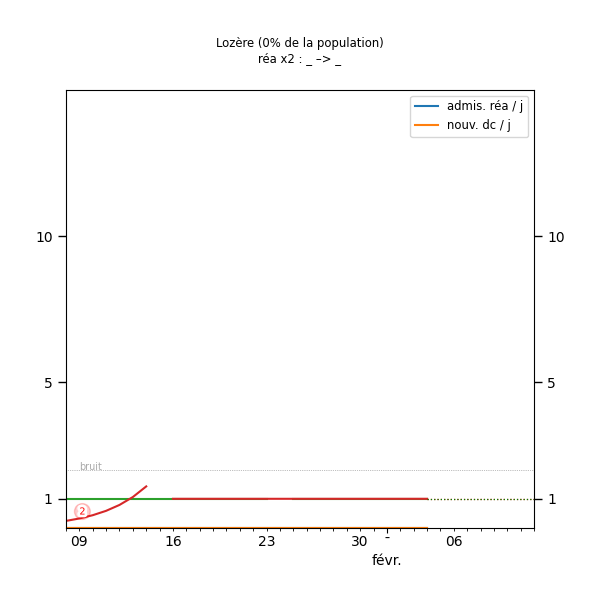 Lozère (0% de la population)
réa x2 : _ –> _
admis. réa / j
nouv. dc / j
10 10
5 5
bruit
1 1
2
09 16 23 30 - 06
févr.